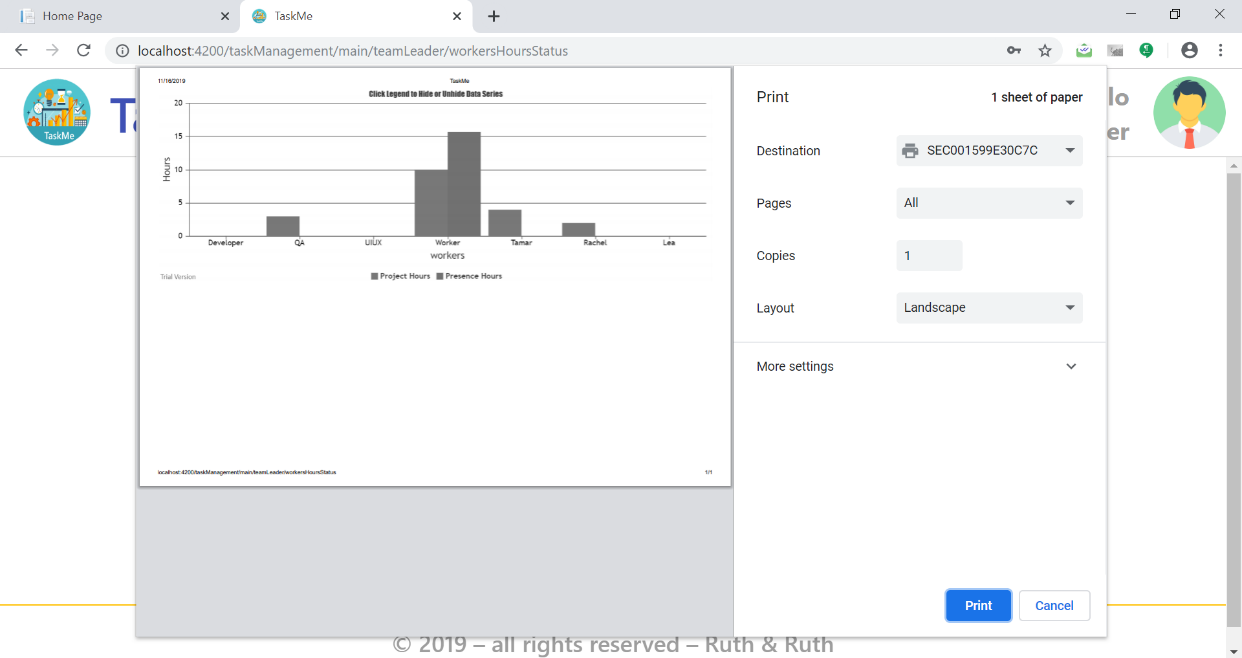 Home Page
TaskMe
localhost:4200/taskManagement/main/teamLeader/workersHoursStatus
TaskMe
Ta
lo
er
11/16/2019
TaskMe
Click Legend to Hide or Unhide Data Series
20
15
10
5
0
Hours
Developer QA UIUX Worker Tamar Rachel Lea
workers
Trial Version
Project Hours Presence Hours
localhost:4200/taskManagement/main/teamLeader/workersHoursStatus
1/1
Print
1 sheet of paper
Destination
SEC001599E30C7C
Pages
All
Copies
1
Layout
Landscape
More settings
Print
Cancel
© 2019 – all rights reserved – Ruth & Ruth